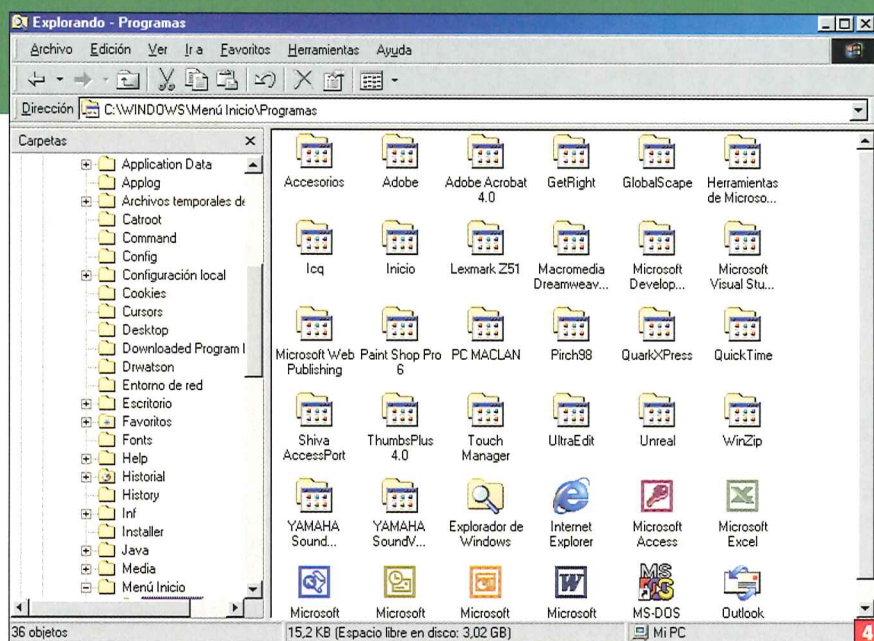 Explorando - Programas
Archivo Edición Ver Ir a Favoritos Herramientas Ayuda
Dirección C:\WINDOWS\Menú Inicio\Programas
Carpetas
Application Data
Applog
Archivos temporales de
Catroot
Command
Config
Configuración local
Cookies
Cursors
Desktop
Downloaded Program
Drwatson
Entorno de red
Escritorio
Favoritos
Fonts
Help
Historial
History
Inf
Installer
Java
Media
Menú Inicio
Accesorios
Adobe
Adobe Acrobat
4.0
GetRight
GlobalScape
Herramientas
de Microso...
Icq
Inicio
Lexmark Z51
Macromedia
Dreamweav...
Microsoft
Develop...
Microsoft
Visual Stu...
Microsoft Web
Publishing
Paint Shop Pro
6
PC MACLAN
Pirch98
QuarkXPress
QuickTime
Shiva
AccessPort
ThumbsPlus
4.0
Touch
Manager
UltraEdit
Unreal
WinZip
YAMAHA
Sound...
YAMAHA
SoundV...
Explorador de
Windows
Internet
Explorer
Microsoft
Access
Microsoft
Excel
Microsoft
Microsoft
Microsoft
Microsoft
MS-DOS
Outlook
36 objetos
15,2 KB (Espacio libre en disco: 3,02 GB)
Mi PC
4